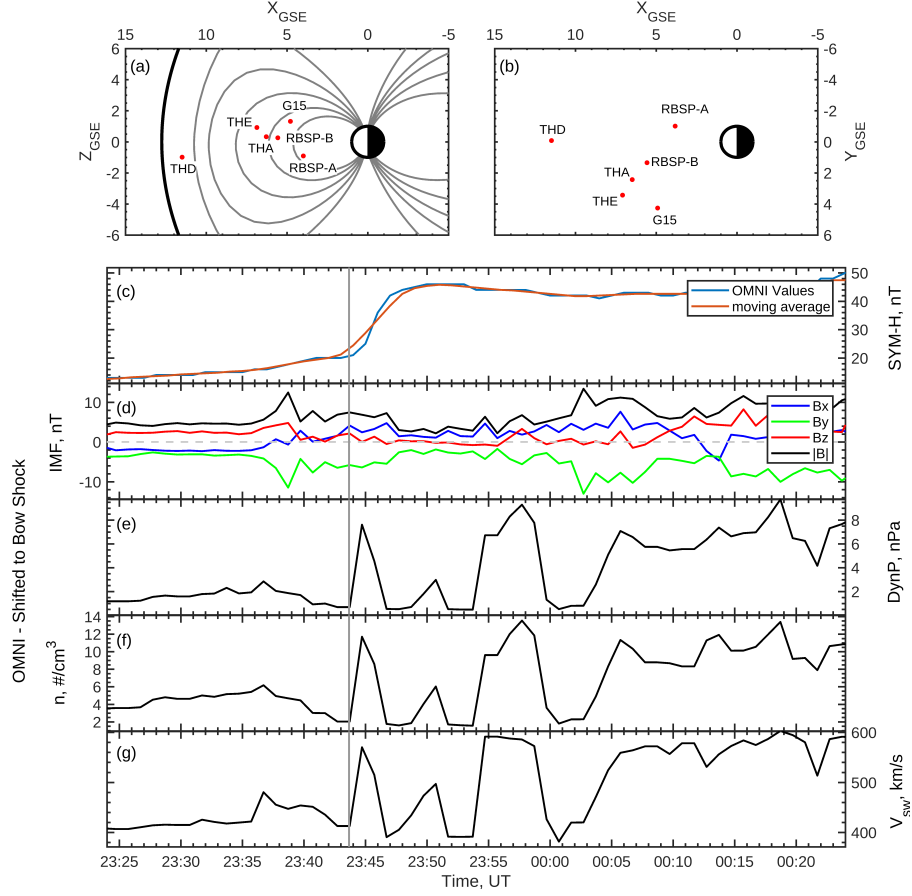 X_GSE X_GSE
15 10 5 0 -5 15 10 5 0 -5
6 (a) (b) -6
4 -4
2 G15 RBSP-A -2
THE THD
0 RBSP-B 0
THA RBSP-B
-2 THD RBSP-A THA 2
THE
-4 G15 4
-6 6
Z_GSE Y_GSE
(c) OMNI Values 50
moving average 40
20
SYM-H, nT
(d) Bx
By
Bz
|B|
10
0
-10
IMF, nT
(e) 8
6
4
2
DynP, nPa
(f)
14
12
10
8
6
4
2
n, #/cm³
(g) 600
500
400
V_sw, km/s
OMNI - Shifted to Bow Shock
23:25 23:30 23:35 23:40 23:45 23:50 23:55 00:00 00:05 00:10 00:15 00:20
Time, UT